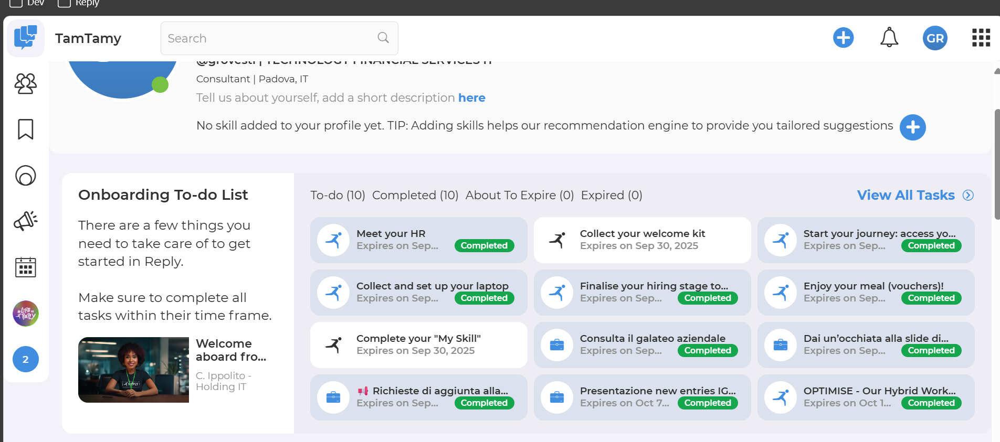 Dev Reply
TamTamy
Search
GR
@grovesti | TECHNOLOGY FINANCIAL SERVICES IT
Consultant | Padova, IT
Tell us about yourself, add a short description here
No skill added to your profile yet. TIP: Adding skills helps our recommendation engine to provide you tailored suggestions
Onboarding To-do List
There are a few things you
need to take care of to get
started in Reply.
Make sure to complete all
tasks within their time frame.
REPLY
Welcome
aboard fro...
C. Ippolito -
Holding IT
To-do (10) Completed (10) About To Expire (0) Expired (0)
View All Tasks
Meet your HR
Expires on Sep... Completed
Collect your welcome kit
Expires on Sep 30, 2025
Start your journey: access yo...
Expires on Sep... Completed
Collect and set up your laptop
Expires on Sep... Completed
Finalise your hiring stage to...
Expires on Sep... Completed
Enjoy your meal (vouchers)!
Expires on Sep... Completed
Complete your "My Skill"
Expires on Sep 30, 2025
Consulta il galateo aziendale
Expires on Sep... Completed
Dai un’occhiata alla slide di...
Expires on Sep... Completed
Richieste di aggiunta alla...
Expires on Sep... Completed
Presentazione new entries IG...
Expires on Oct 7... Completed
OPTIMISE - Our Hybrid Work...
Expires on Oct 1... Completed
#LIFE IN
REPLY
2